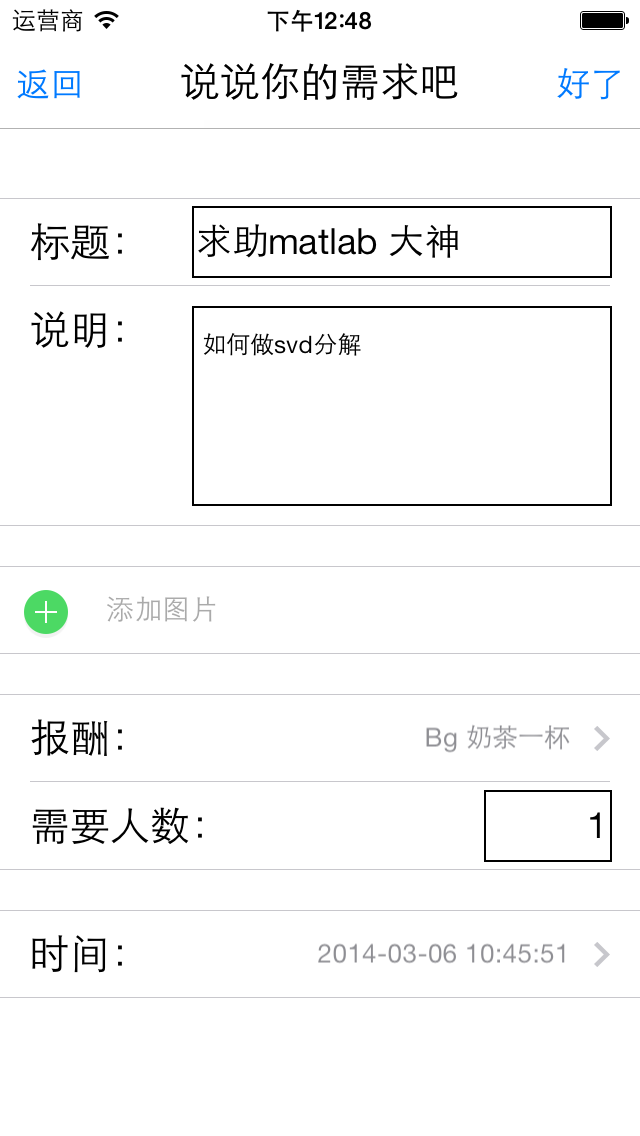 运营商 下午12:48
返回 说说你的需求吧 好了
标题： 求助matlab 大神
说明：
如何做svd分解
添加图片
报酬： Bg 奶茶一杯
需要人数： 1
时间： 2014-03-06 10:45:51